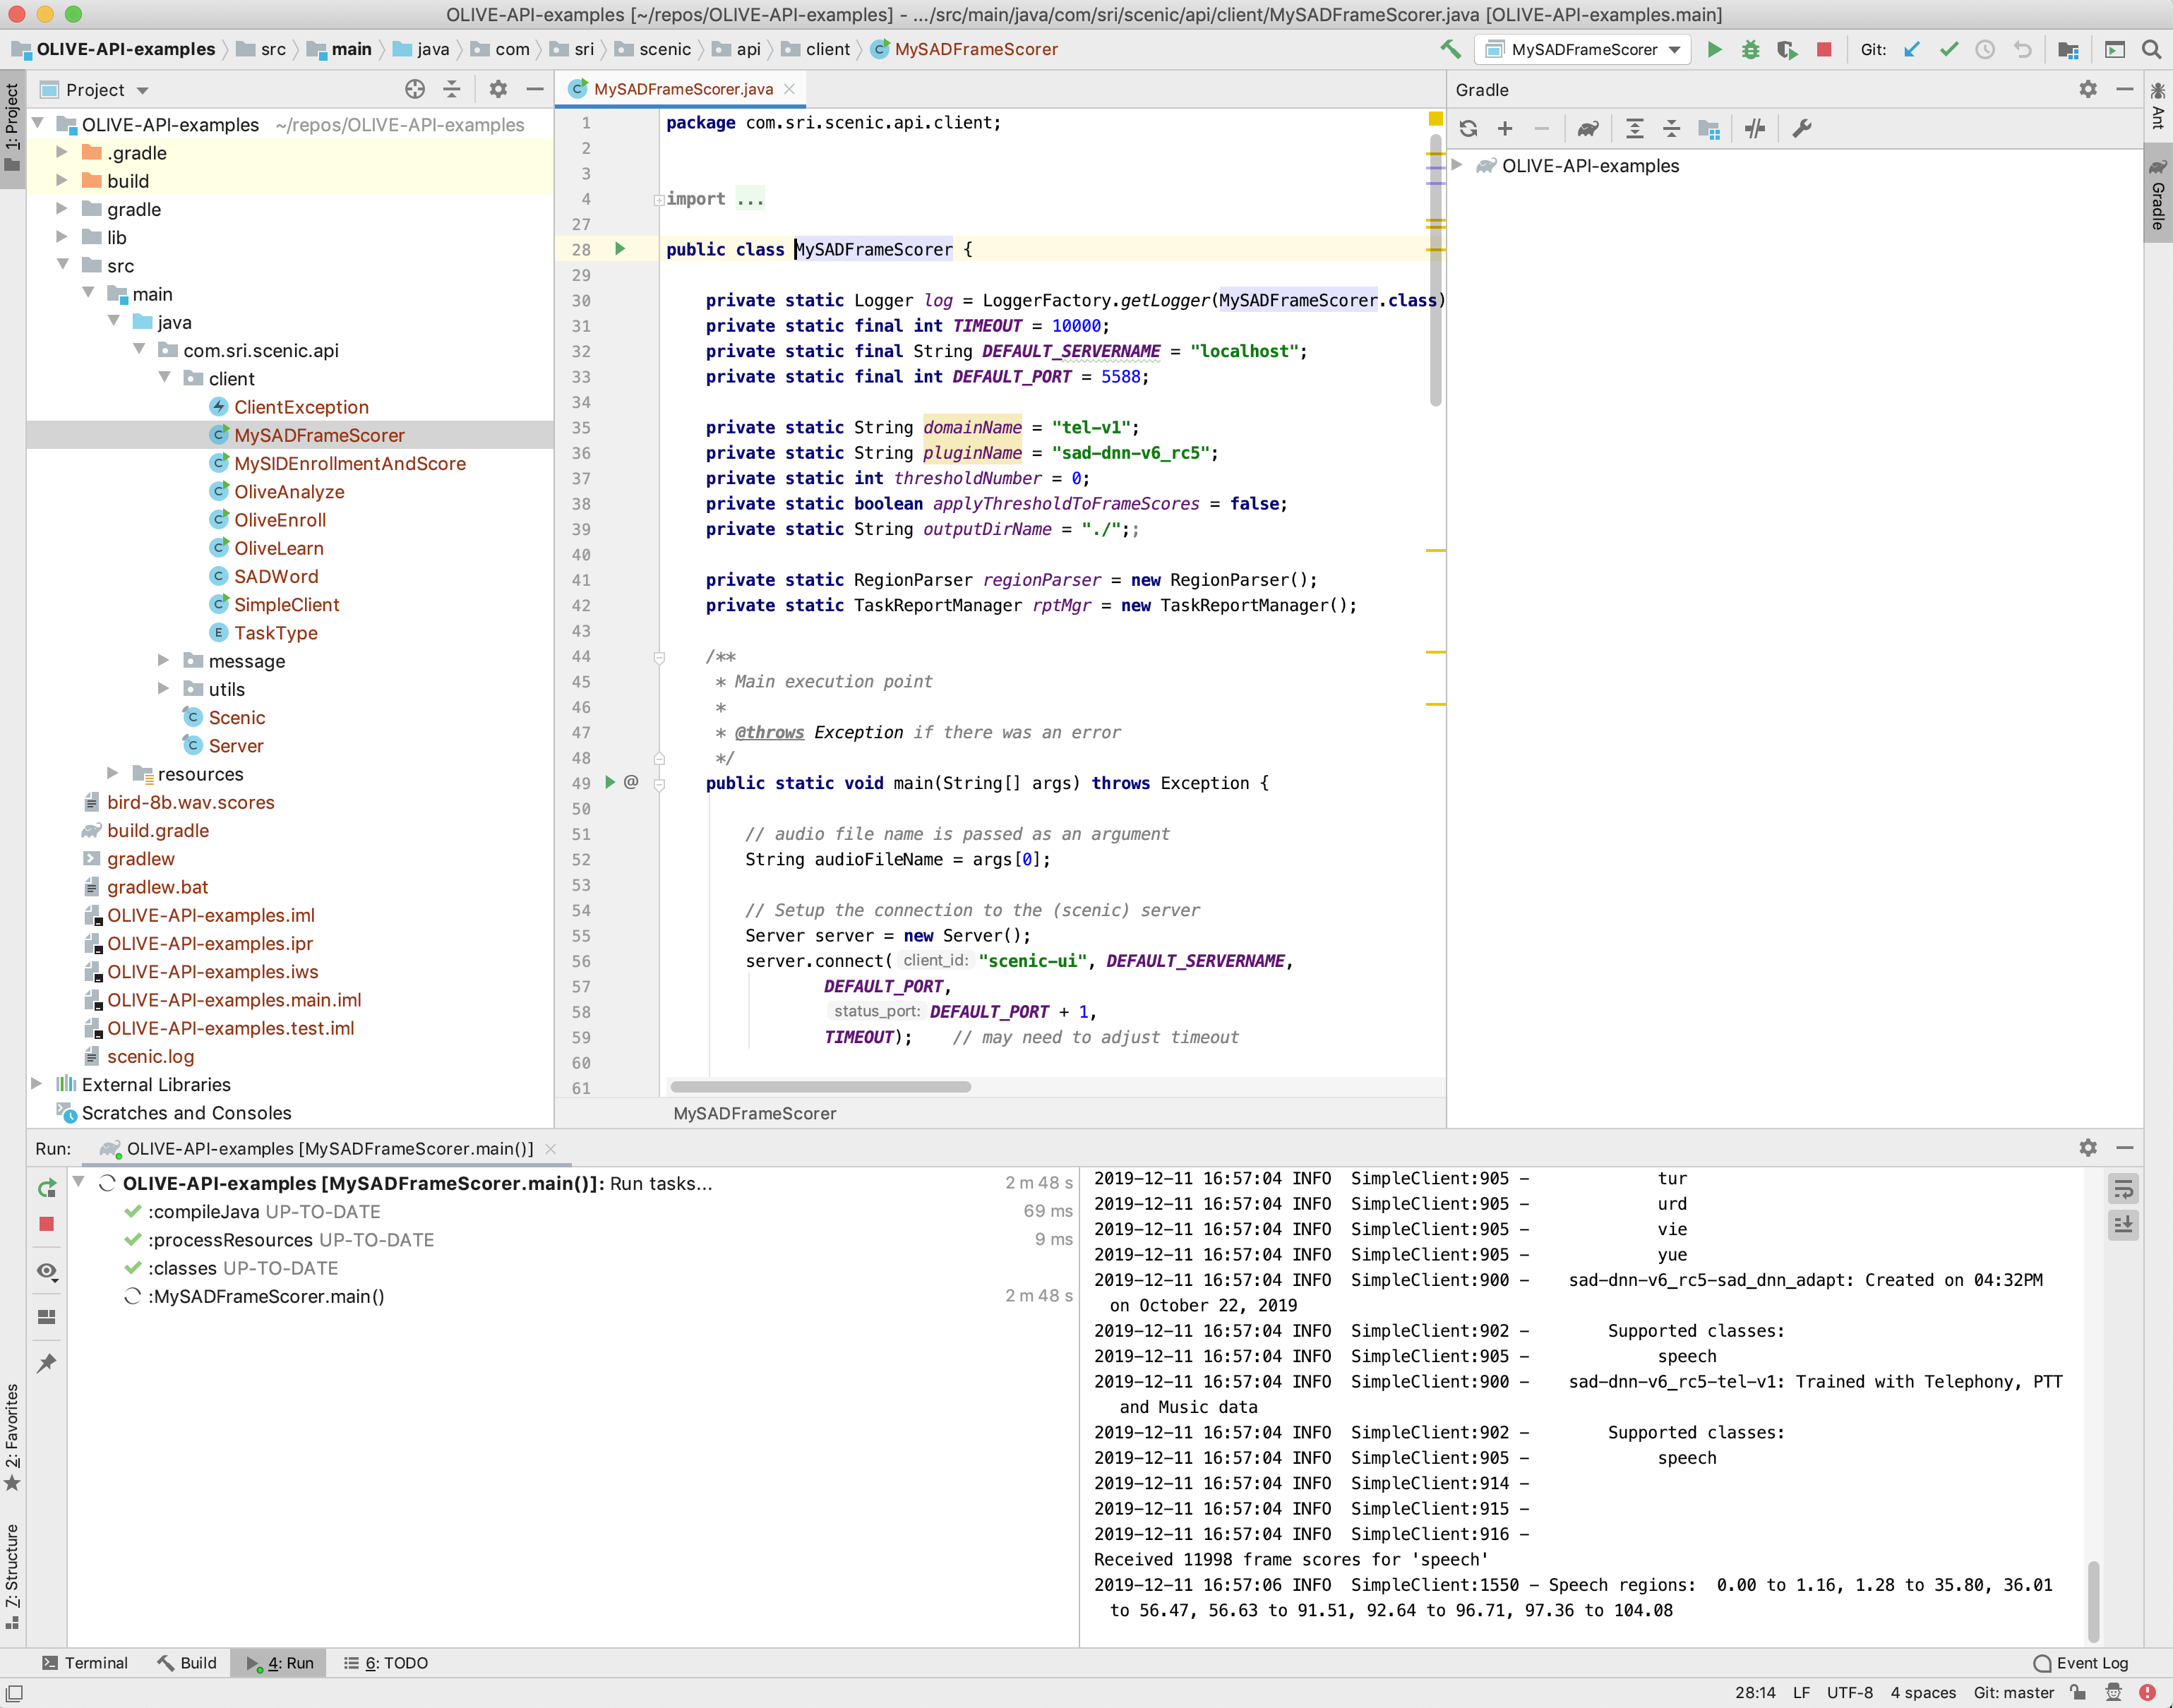 OLIVE-API-examples [~/repos/OLIVE-API-examples] - .../src/main/java/com/sri/scenic/api/client/MySADFrameScorer.java [OLIVE-API-examples.main]
OLIVE-API-examples src main java com sri scenic api client MySADFrameScorer MySADFrameScorer Git:
1: Project
Project
OLIVE-API-examples ~/repos/OLIVE-API-examples
.gradle
build
gradle
lib
src
main
java
com.sri.scenic.api
client
ClientException
MySADFrameScorer
MySIDEnrollmentAndScore
OliveAnalyze
OliveEnroll
OliveLearn
SADWord
SimpleClient
TaskType
message
utils
Scenic
Server
resources
bird-8b.wav.scores
build.gradle
gradlew
gradlew.bat
OLIVE-API-examples.iml
OLIVE-API-examples.ipr
OLIVE-API-examples.iws
OLIVE-API-examples.main.iml
OLIVE-API-examples.test.iml
scenic.log
External Libraries
Scratches and Consoles
MySADFrameScorer.java
1 package com.sri.scenic.api.client;
2
3
4 import ...
27
28 public class MySADFrameScorer {
29
30 private static Logger log = LoggerFactory.getLogger(MySADFrameScorer.class)
31 private static final int TIMEOUT = 10000;
32 private static final String DEFAULT_SERVERNAME = "localhost";
33 private static final int DEFAULT_PORT = 5588;
34
35 private static String domainName = "tel-v1";
36 private static String pluginName = "sad-dnn-v6_rc5";
37 private static int thresholdNumber = 0;
38 private static boolean applyThresholdToFrameScores = false;
39 private static String outputDirName = "./";;
40
41 private static RegionParser regionParser = new RegionParser();
42 private static TaskReportManager rptMgr = new TaskReportManager();
43
44 /**
45 * Main execution point
46 *
47 * @throws Exception if there was an error
48 */
49 @ public static void main(String[] args) throws Exception {
50
51 // audio file name is passed as an argument
52 String audioFileName = args[0];
53
54 // Setup the connection to the (scenic) server
55 Server server = new Server();
56 server.connect( client_id: "scenic-ui", DEFAULT_SERVERNAME,
57 DEFAULT_PORT,
58 status_port: DEFAULT_PORT + 1,
59 TIMEOUT); // may need to adjust timeout
60
61
MySADFrameScorer
Gradle
OLIVE-API-examples
Ant
Gradle
Run: OLIVE-API-examples [MySADFrameScorer.main()]
OLIVE-API-examples [MySADFrameScorer.main()]: Run tasks... 2 m 48 s
:compileJava UP-TO-DATE 69 ms
:processResources UP-TO-DATE 9 ms
:classes UP-TO-DATE
:MySADFrameScorer.main() 2 m 48 s
2019-12-11 16:57:04 INFO SimpleClient:905 - tur
2019-12-11 16:57:04 INFO SimpleClient:905 - urd
2019-12-11 16:57:04 INFO SimpleClient:905 - vie
2019-12-11 16:57:04 INFO SimpleClient:905 - yue
2019-12-11 16:57:04 INFO SimpleClient:900 - sad-dnn-v6_rc5-sad_dnn_adapt: Created on 04:32PM
on October 22, 2019
2019-12-11 16:57:04 INFO SimpleClient:902 - Supported classes:
2019-12-11 16:57:04 INFO SimpleClient:905 - speech
2019-12-11 16:57:04 INFO SimpleClient:900 - sad-dnn-v6_rc5-tel-v1: Trained with Telephony, PTT
and Music data
2019-12-11 16:57:04 INFO SimpleClient:902 - Supported classes:
2019-12-11 16:57:04 INFO SimpleClient:905 - speech
2019-12-11 16:57:04 INFO SimpleClient:914 -
2019-12-11 16:57:04 INFO SimpleClient:915 -
2019-12-11 16:57:04 INFO SimpleClient:916 -
Received 11998 frame scores for 'speech'
2019-12-11 16:57:06 INFO SimpleClient:1550 - Speech regions: 0.00 to 1.16, 1.28 to 35.80, 36.01
to 56.47, 56.63 to 91.51, 92.64 to 96.71, 97.36 to 104.08
2: Favorites
7: Structure
Terminal Build 4: Run 6: TODO Event Log
28:14 LF UTF-8 4 spaces Git: master